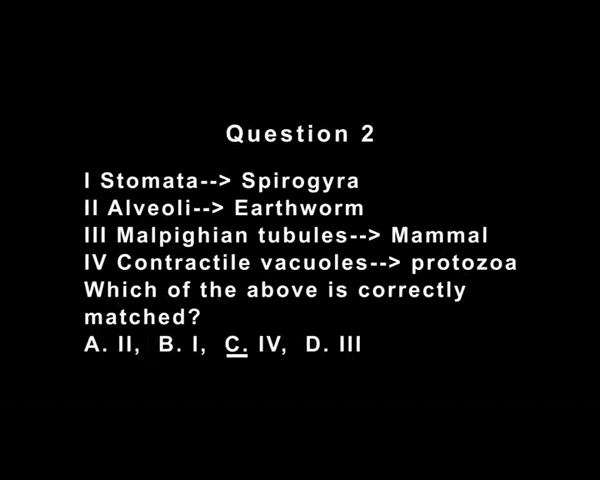 Question 2
I Stomata--> Spirogyra
II Alveoli--> Earthworm
III Malpighian tubules--> Mammal
IV Contractile vacuoles--> protozoa
Which of the above is correctly
matched?
A. II,  B. I,  C. IV,  D. III